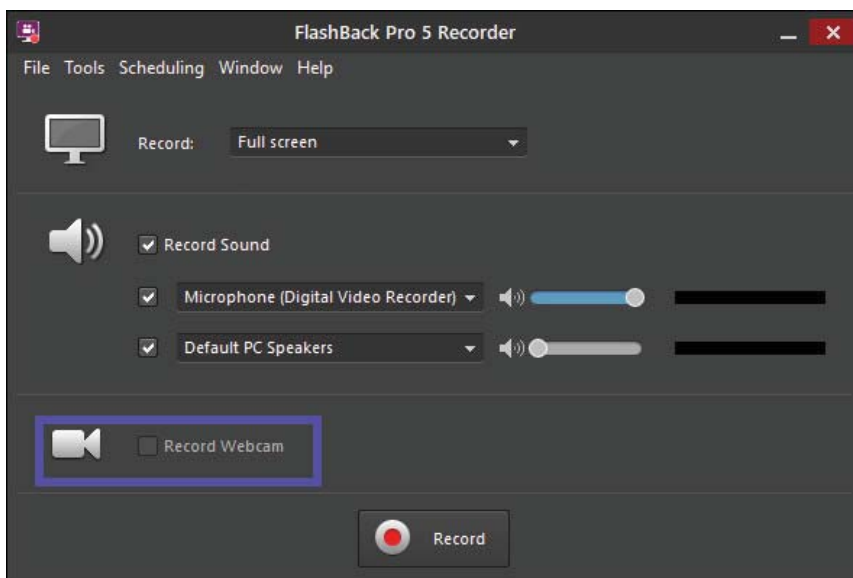 FlashBack Pro 5 Recorder
File Tools Scheduling Window Help
Record: Full screen
Record Sound
Microphone (Digital Video Recorder)
Default PC Speakers
Record Webcam
Record